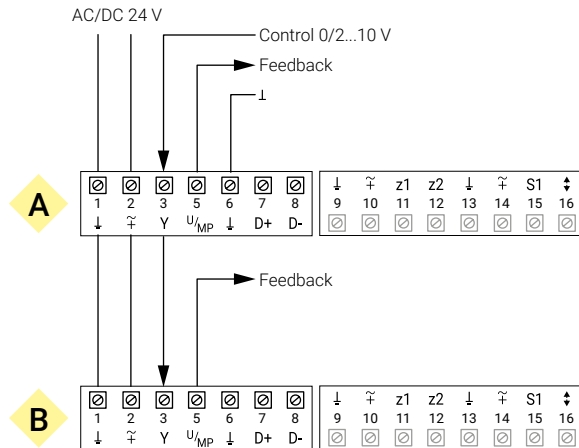 AC/DC 24 V
Control 0/2...10 V
Feedback
⊥
A
1 2 3 5 6 7 8
⏚ ~∓ Y U/MP ⏚ D+ D-
⏚ ~∓ z1 z2 ⏚ ~∓ S1 ⬍
9 10 11 12 13 14 15 16
Feedback
B
1 2 3 5 6 7 8
⏚ ~∓ Y U/MP ⏚ D+ D-
⏚ ~∓ z1 z2 ⏚ ~∓ S1 ⬍
9 10 11 12 13 14 15 16